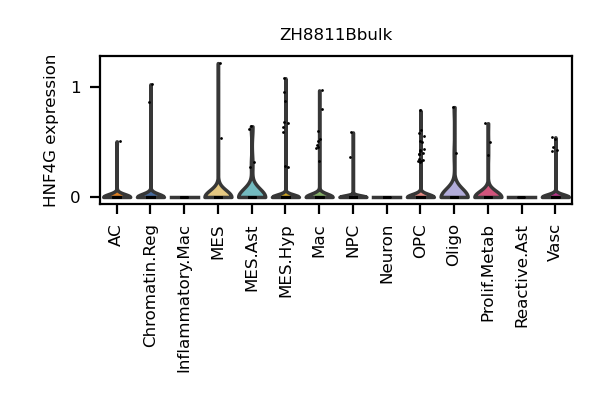 ZH8811Bbulk
HNF4G expression
1
0
AC
Chromatin.Reg
Inflammatory.Mac
MES
MES.Ast
MES.Hyp
Mac
NPC
Neuron
OPC
Oligo
Prolif.Metab
Reactive.Ast
Vasc